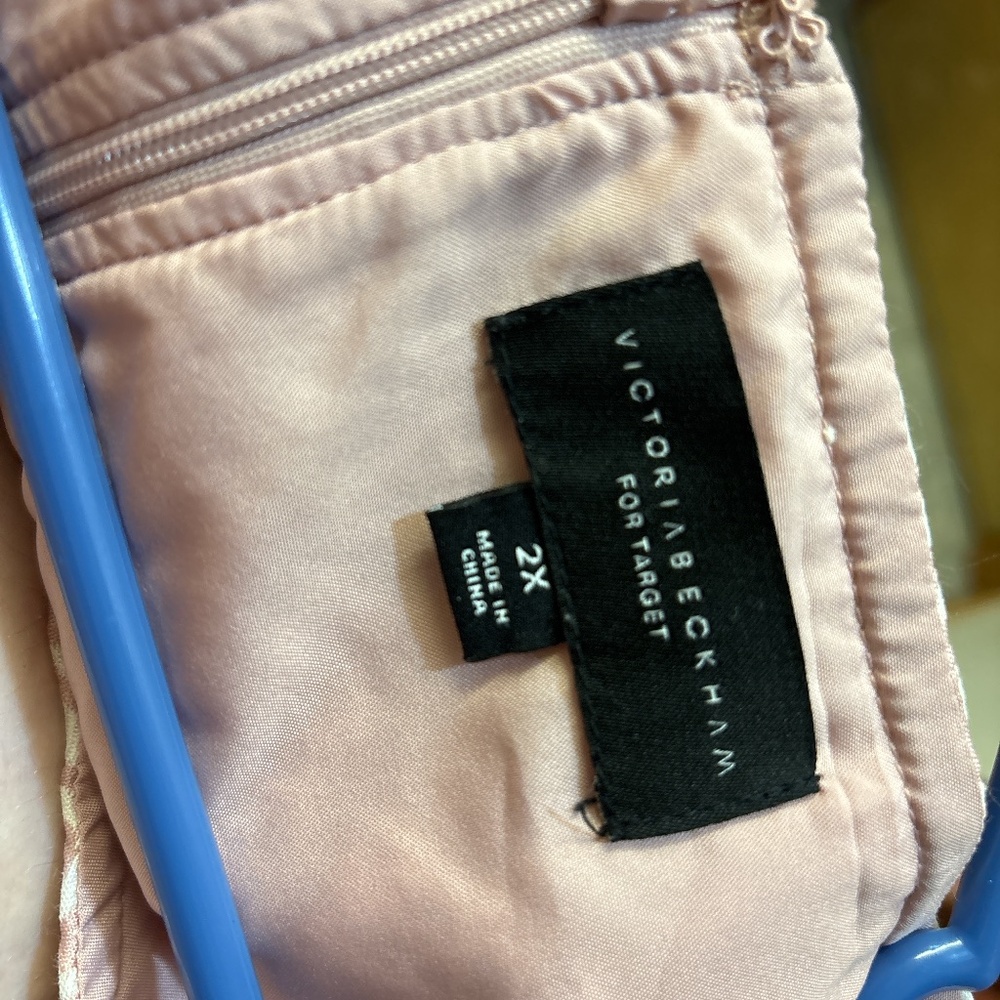 VICTORIA BECKHAM
FOR TARGET
2X
MADE IN
CHINA